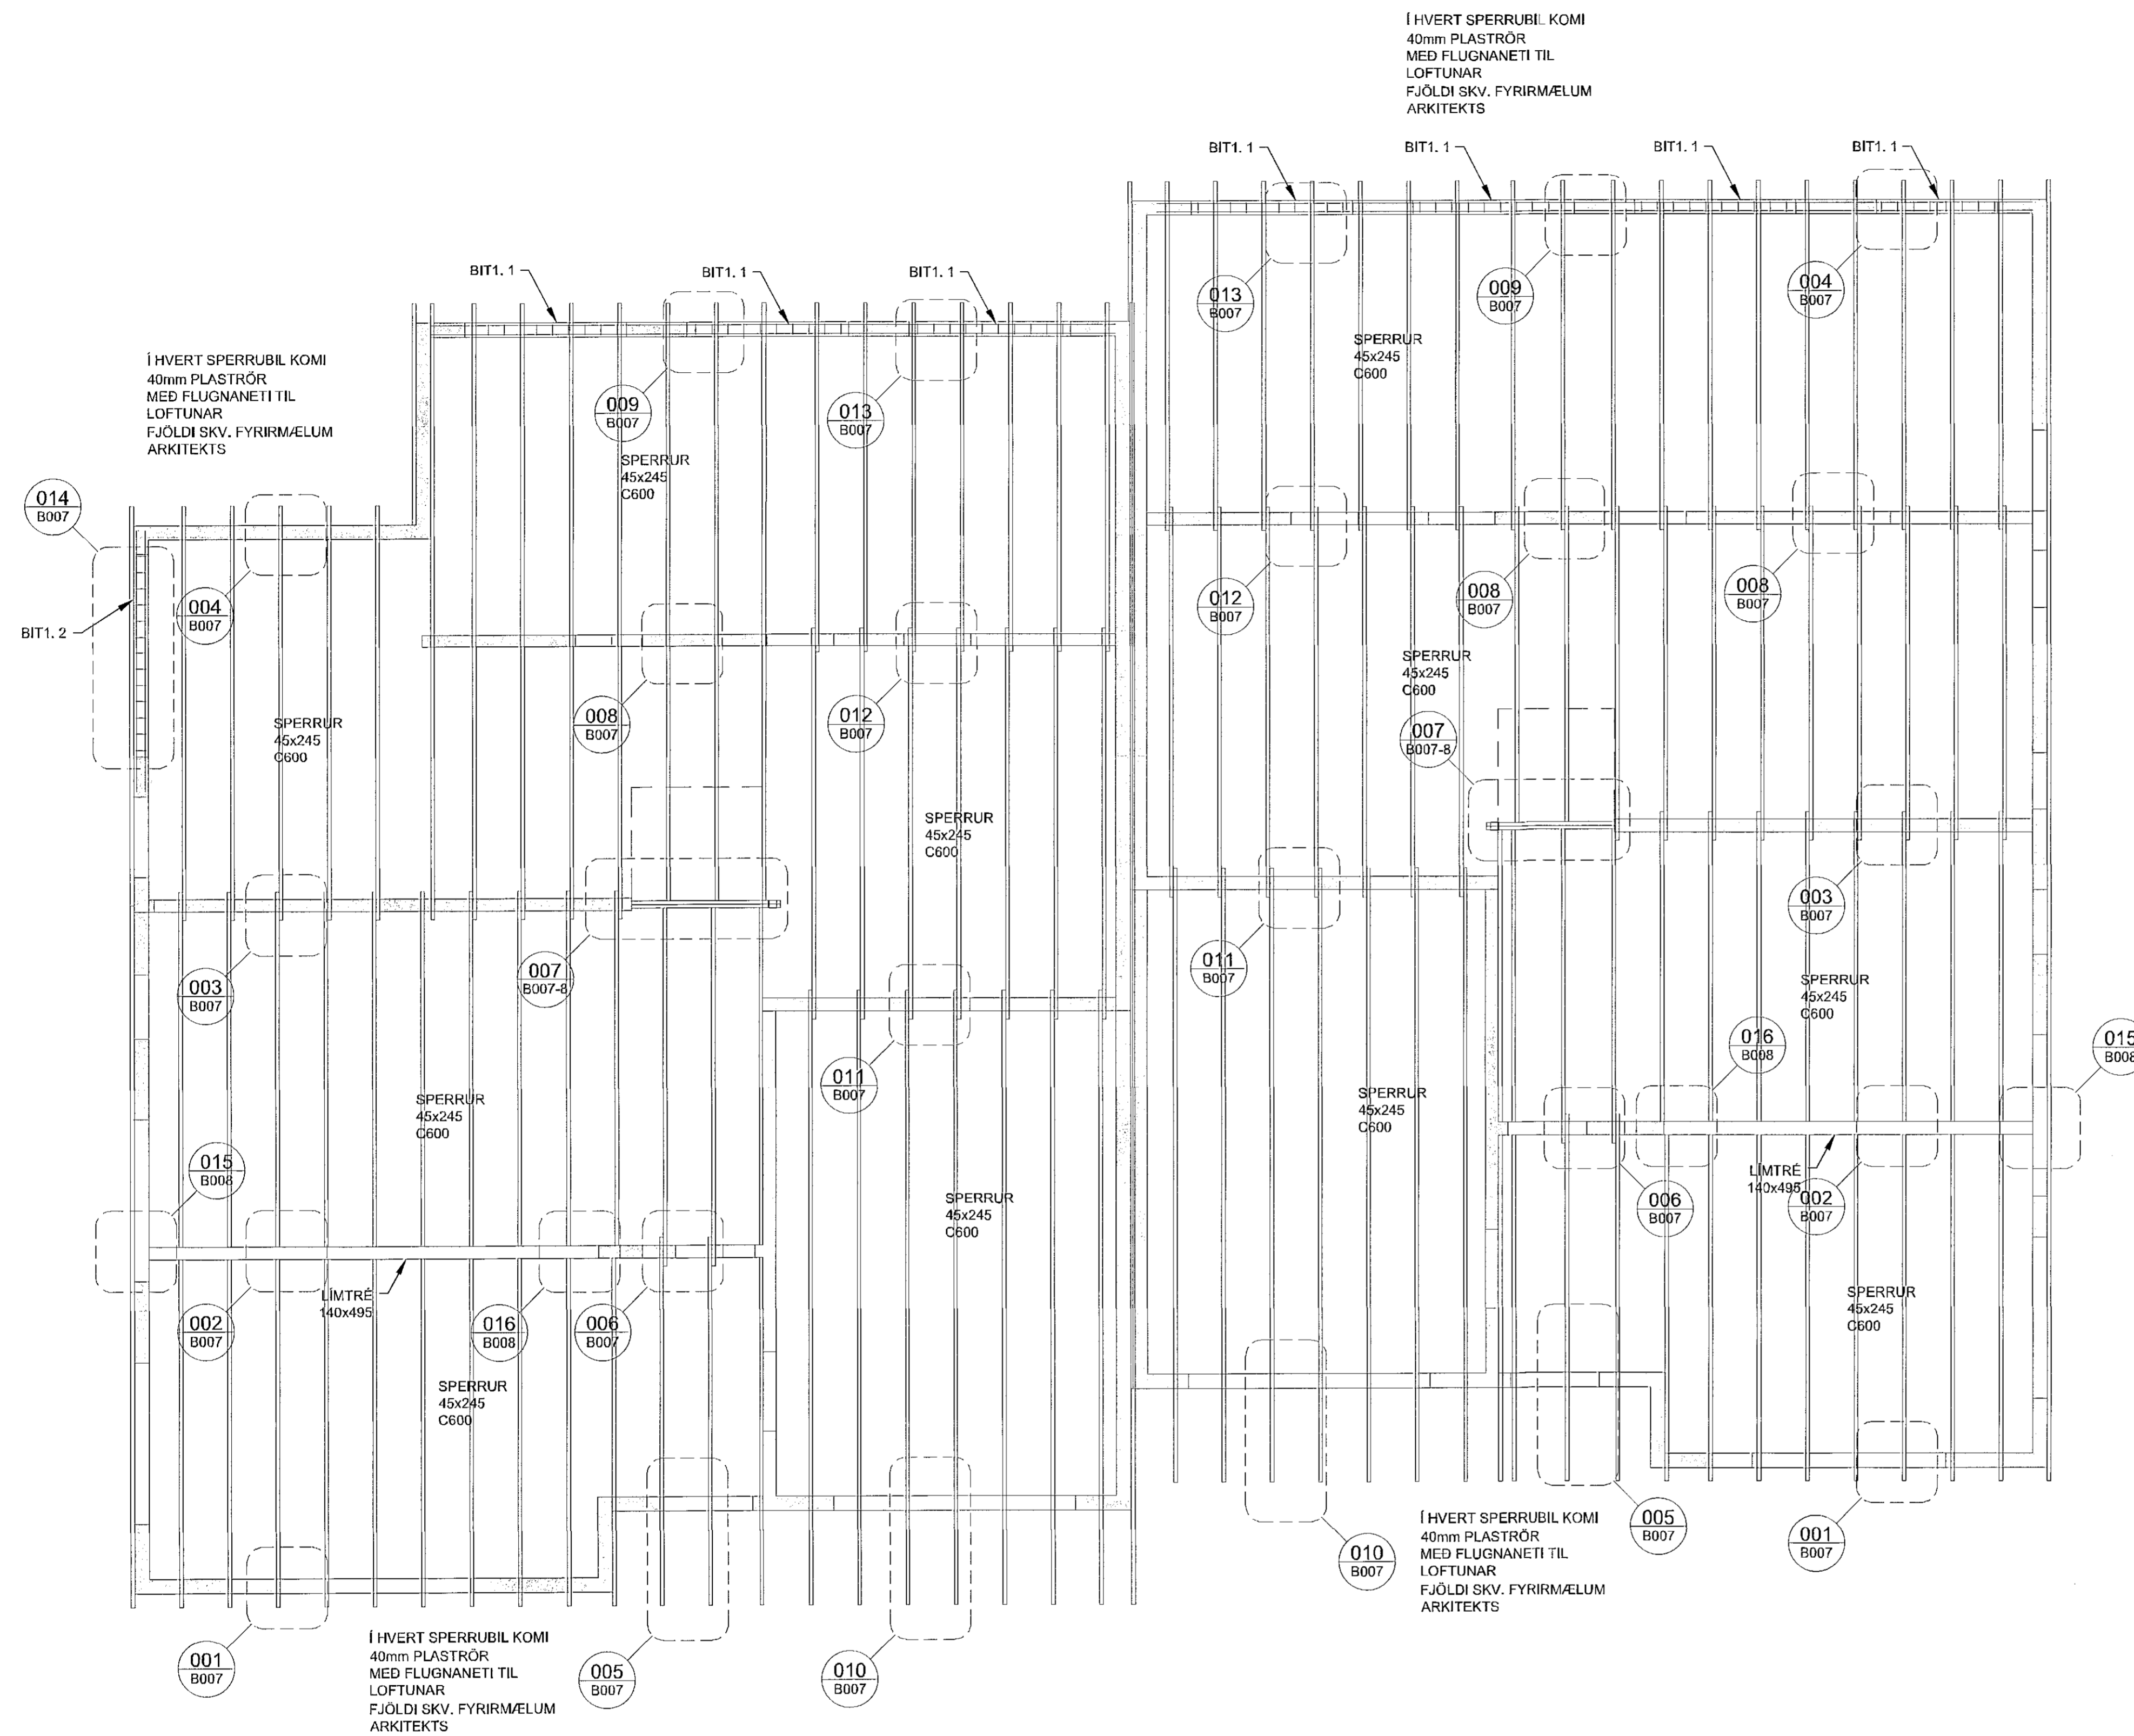 Í HVERT SPERRUBIL KOMI
40mm PLASTRÖR
MEÐ FLUGNANETI TIL
LOFTUNAR
FJÖLDI SKV. FYRIRMÆLUM
ARKITEKTS
BIT1. 1
BIT1. 1
BIT1. 1
BIT1. 1
BIT1. 1
BIT1. 1
BIT1. 1
013
B007
009
B007
004
B007
SPERRUR
45x245
C600
Í HVERT SPERRUBIL KOMI
40mm PLASTRÖR
MEÐ FLUGNANETI TIL
LOFTUNAR
FJÖLDI SKV. FYRIRMÆLUM
ARKITEKTS
009
B007
013
B007
SPERRUR
45x245
C600
014
B007
004
B007
BIT1. 2
012
B007
008
B007
008
B007
SPERRUR
45x245
C600
008
B007
012
B007
SPERRUR
45x245
C600
007
B007-8
SPERRUR
45x245
C600
003
B007
003
B007
007
B007-8
011
B007
SPERRUR
45x245
C600
011
B007
016
B008
015
B008
SPERRUR
45x245
C600
SPERRUR
45x245
C600
015
B008
LÍMTRÉ
140x495
006
B007
002
B007
SPERRUR
45x245
C600
LÍMTRÉ
140x495
002
B007
016
B008
006
B007
SPERRUR
45x245
C600
SPERRUR
45x245
C600
010
B007
Í HVERT SPERRUBIL KOMI
40mm PLASTRÖR
MEÐ FLUGNANETI TIL
LOFTUNAR
FJÖLDI SKV. FYRIRMÆLUM
ARKITEKTS
005
B007
001
B007
001
B007
Í HVERT SPERRUBIL KOMI
40mm PLASTRÖR
MEÐ FLUGNANETI TIL
LOFTUNAR
FJÖLDI SKV. FYRIRMÆLUM
ARKITEKTS
005
B007
010
B007